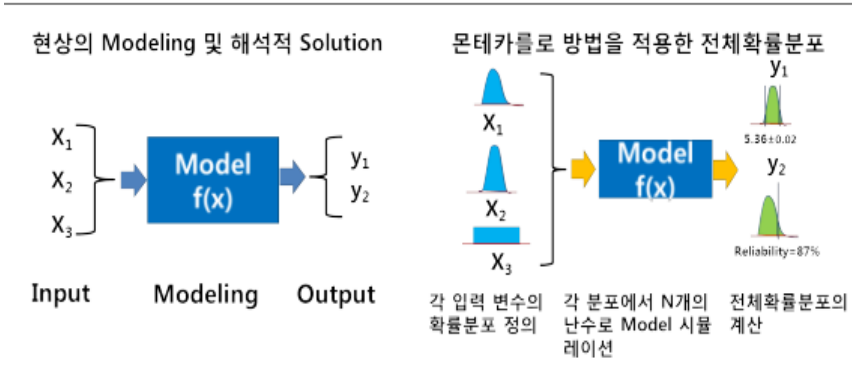 현상의 Modeling 및 해석적 Solution
X1
X2
X3
Model
f(x)
y1
y2
Input
Modeling
Output
몬테카를로 방법을 적용한 전체확률분포
X1
X2
X3
Model
f(x)
y1
5.36±0.02
y2
Reliability=87%
각 입력 변수의
확률분포 정의
각 분포에서 N개의
난수로 Model 시뮬
레이션
전체확률분포의
계산